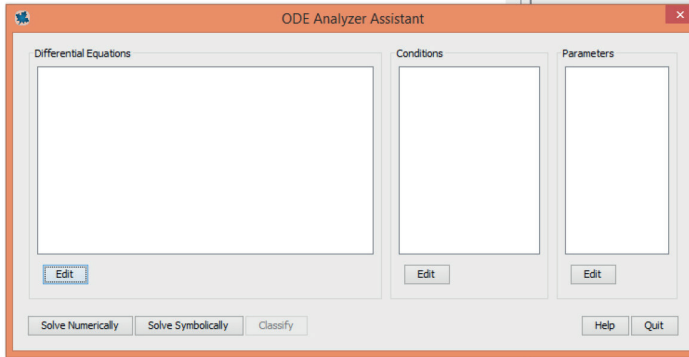 ODE Analyzer Assistant
Differential Equations
Conditions
Parameters
Edit
Edit
Edit
Solve Numerically
Solve Symbolically
Classify
Help
Quit